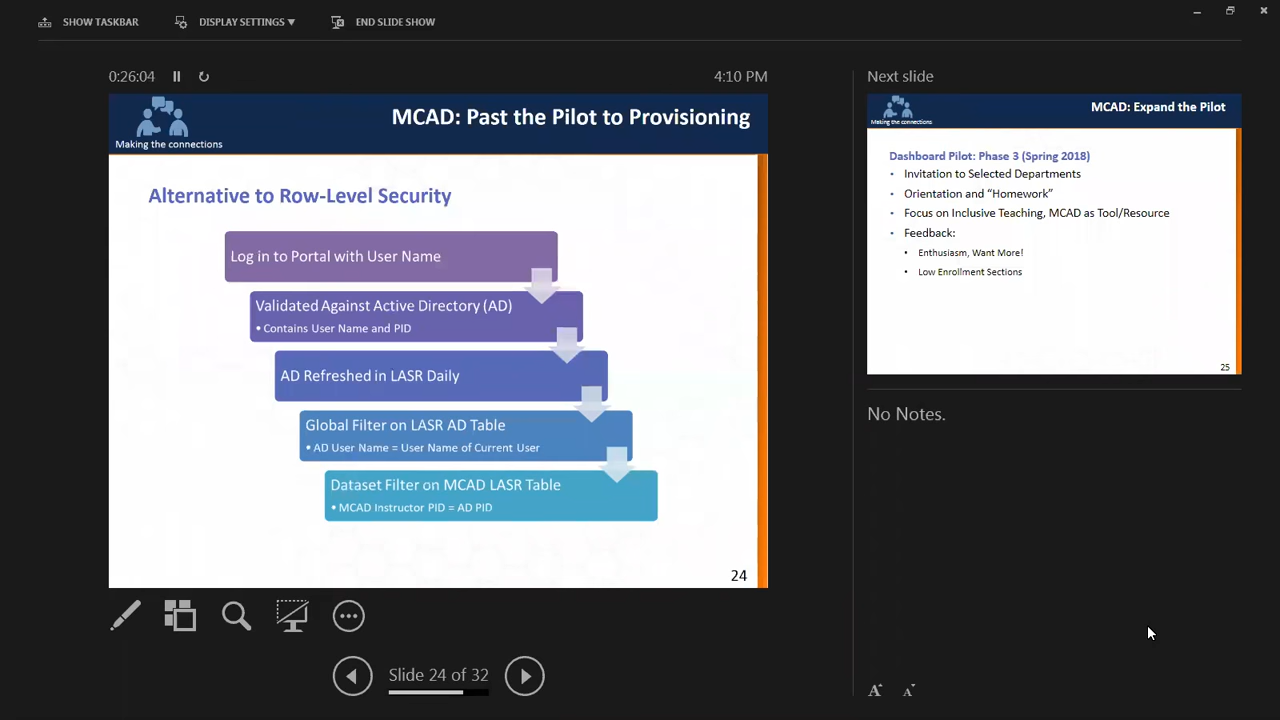 SHOW TASKBAR
DISPLAY SETTINGS ▾
END SLIDE SHOW
0:26:04
4:10 PM
Making the connections
MCAD: Past the Pilot to Provisioning
Alternative to Row-Level Security
Log in to Portal with User Name
Validated Against Active Directory (AD)
• Contains User Name and PID
AD Refreshed in LASR Daily
Global Filter on LASR AD Table
• AD User Name = User Name of Current User
Dataset Filter on MCAD LASR Table
• MCAD Instructor PID = AD PID
24
Slide 24 of 32
Next slide
Making the connections
MCAD: Expand the Pilot
Dashboard Pilot: Phase 3 (Spring 2018)
• Invitation to Selected Departments
• Orientation and “Homework”
• Focus on Inclusive Teaching, MCAD as Tool/Resource
• Feedback:
• Enthusiasm, Want More!
• Low Enrollment Sections
25
No Notes.
A A